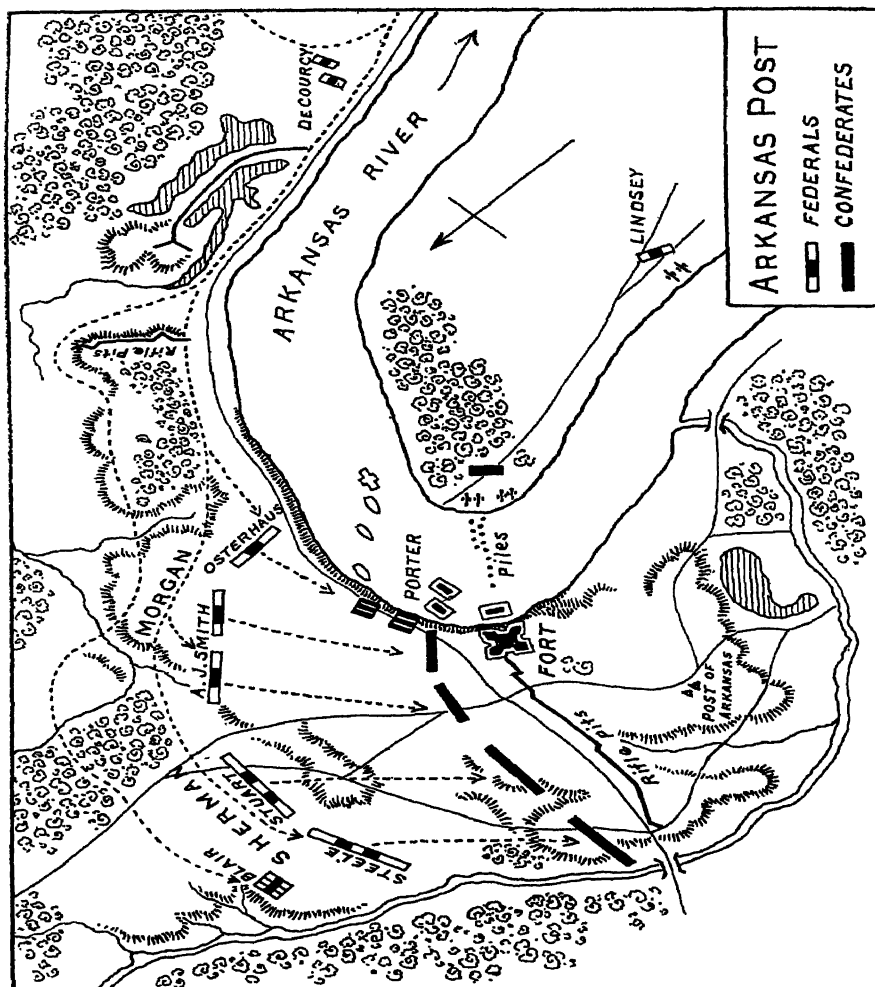 ARKANSAS POST
FEDERALS
CONFEDERATES
DECOURCY
ARKANSAS RIVER
LINDSEY
Rifle Pits
OSTERHAUS
MORGAN
A.J. SMITH
PORTER
Piles
FORT
STUART
SHERMAN
BLAIR
STEELE
Rifle Pits
POST OF
ARKANSAS